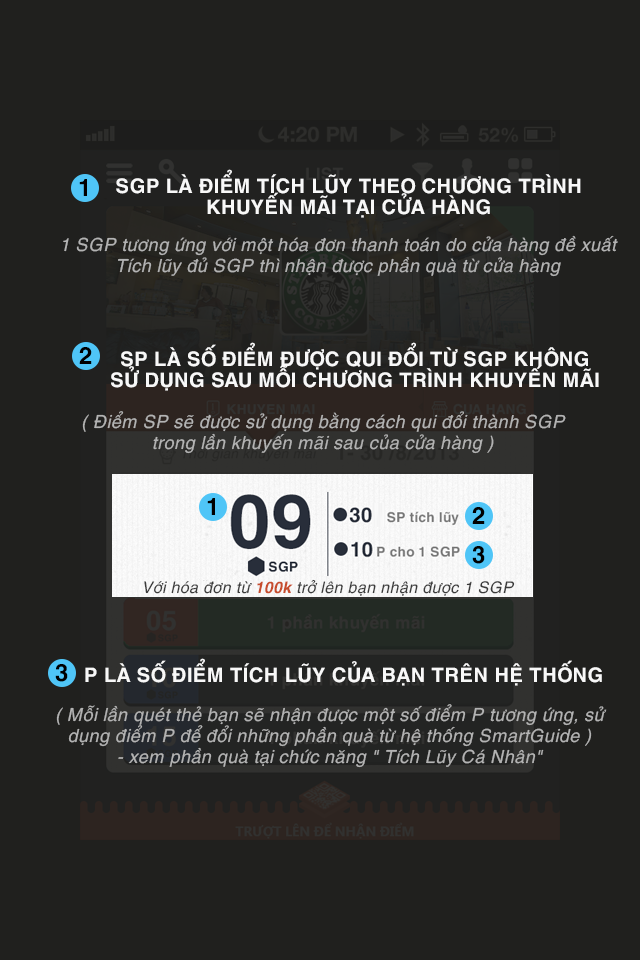 4:20 PM
52%
LIST
1
SGP LÀ ĐIỂM TÍCH LŨY THEO CHƯƠNG TRÌNH
KHUYẾN MÃI TẠI CỬA HÀNG
1 SGP tương ứng với một hóa đơn thanh toán do cửa hàng đề xuất
Tích lũy đủ SGP thì nhận được phần quà từ cửa hàng
STARBUCKS
COFFEE
2
SP LÀ SỐ ĐIỂM ĐƯỢC QUI ĐỔI TỪ SGP KHÔNG
SỬ DỤNG SAU MỖI CHƯƠNG TRÌNH KHUYẾN MÃI
KHUYẾN MÃI
CỬA HÀNG
( Điểm SP sẽ được sử dụng bằng cách qui đổi thành SGP
trong lần khuyến mãi sau của cửa hàng )
1
09
SGP
30 SP tích lũy 2
10 P cho 1 SGP 3
Với hóa đơn từ 100k trở lên bạn nhận được 1 SGP
05
1 phần khuyến mãi
3
P LÀ SỐ ĐIỂM TÍCH LŨY CỦA BẠN TRÊN HỆ THỐNG
( Mỗi lần quét thẻ bạn sẽ nhận được một số điểm P tương ứng, sử
dụng điểm P để đổi những phần quà từ hệ thống SmartGuide )
- xem phần quà tại chức năng " Tích Lũy Cá Nhân"
TRƯỢT LÊN ĐỂ NHẬN ĐIỂM